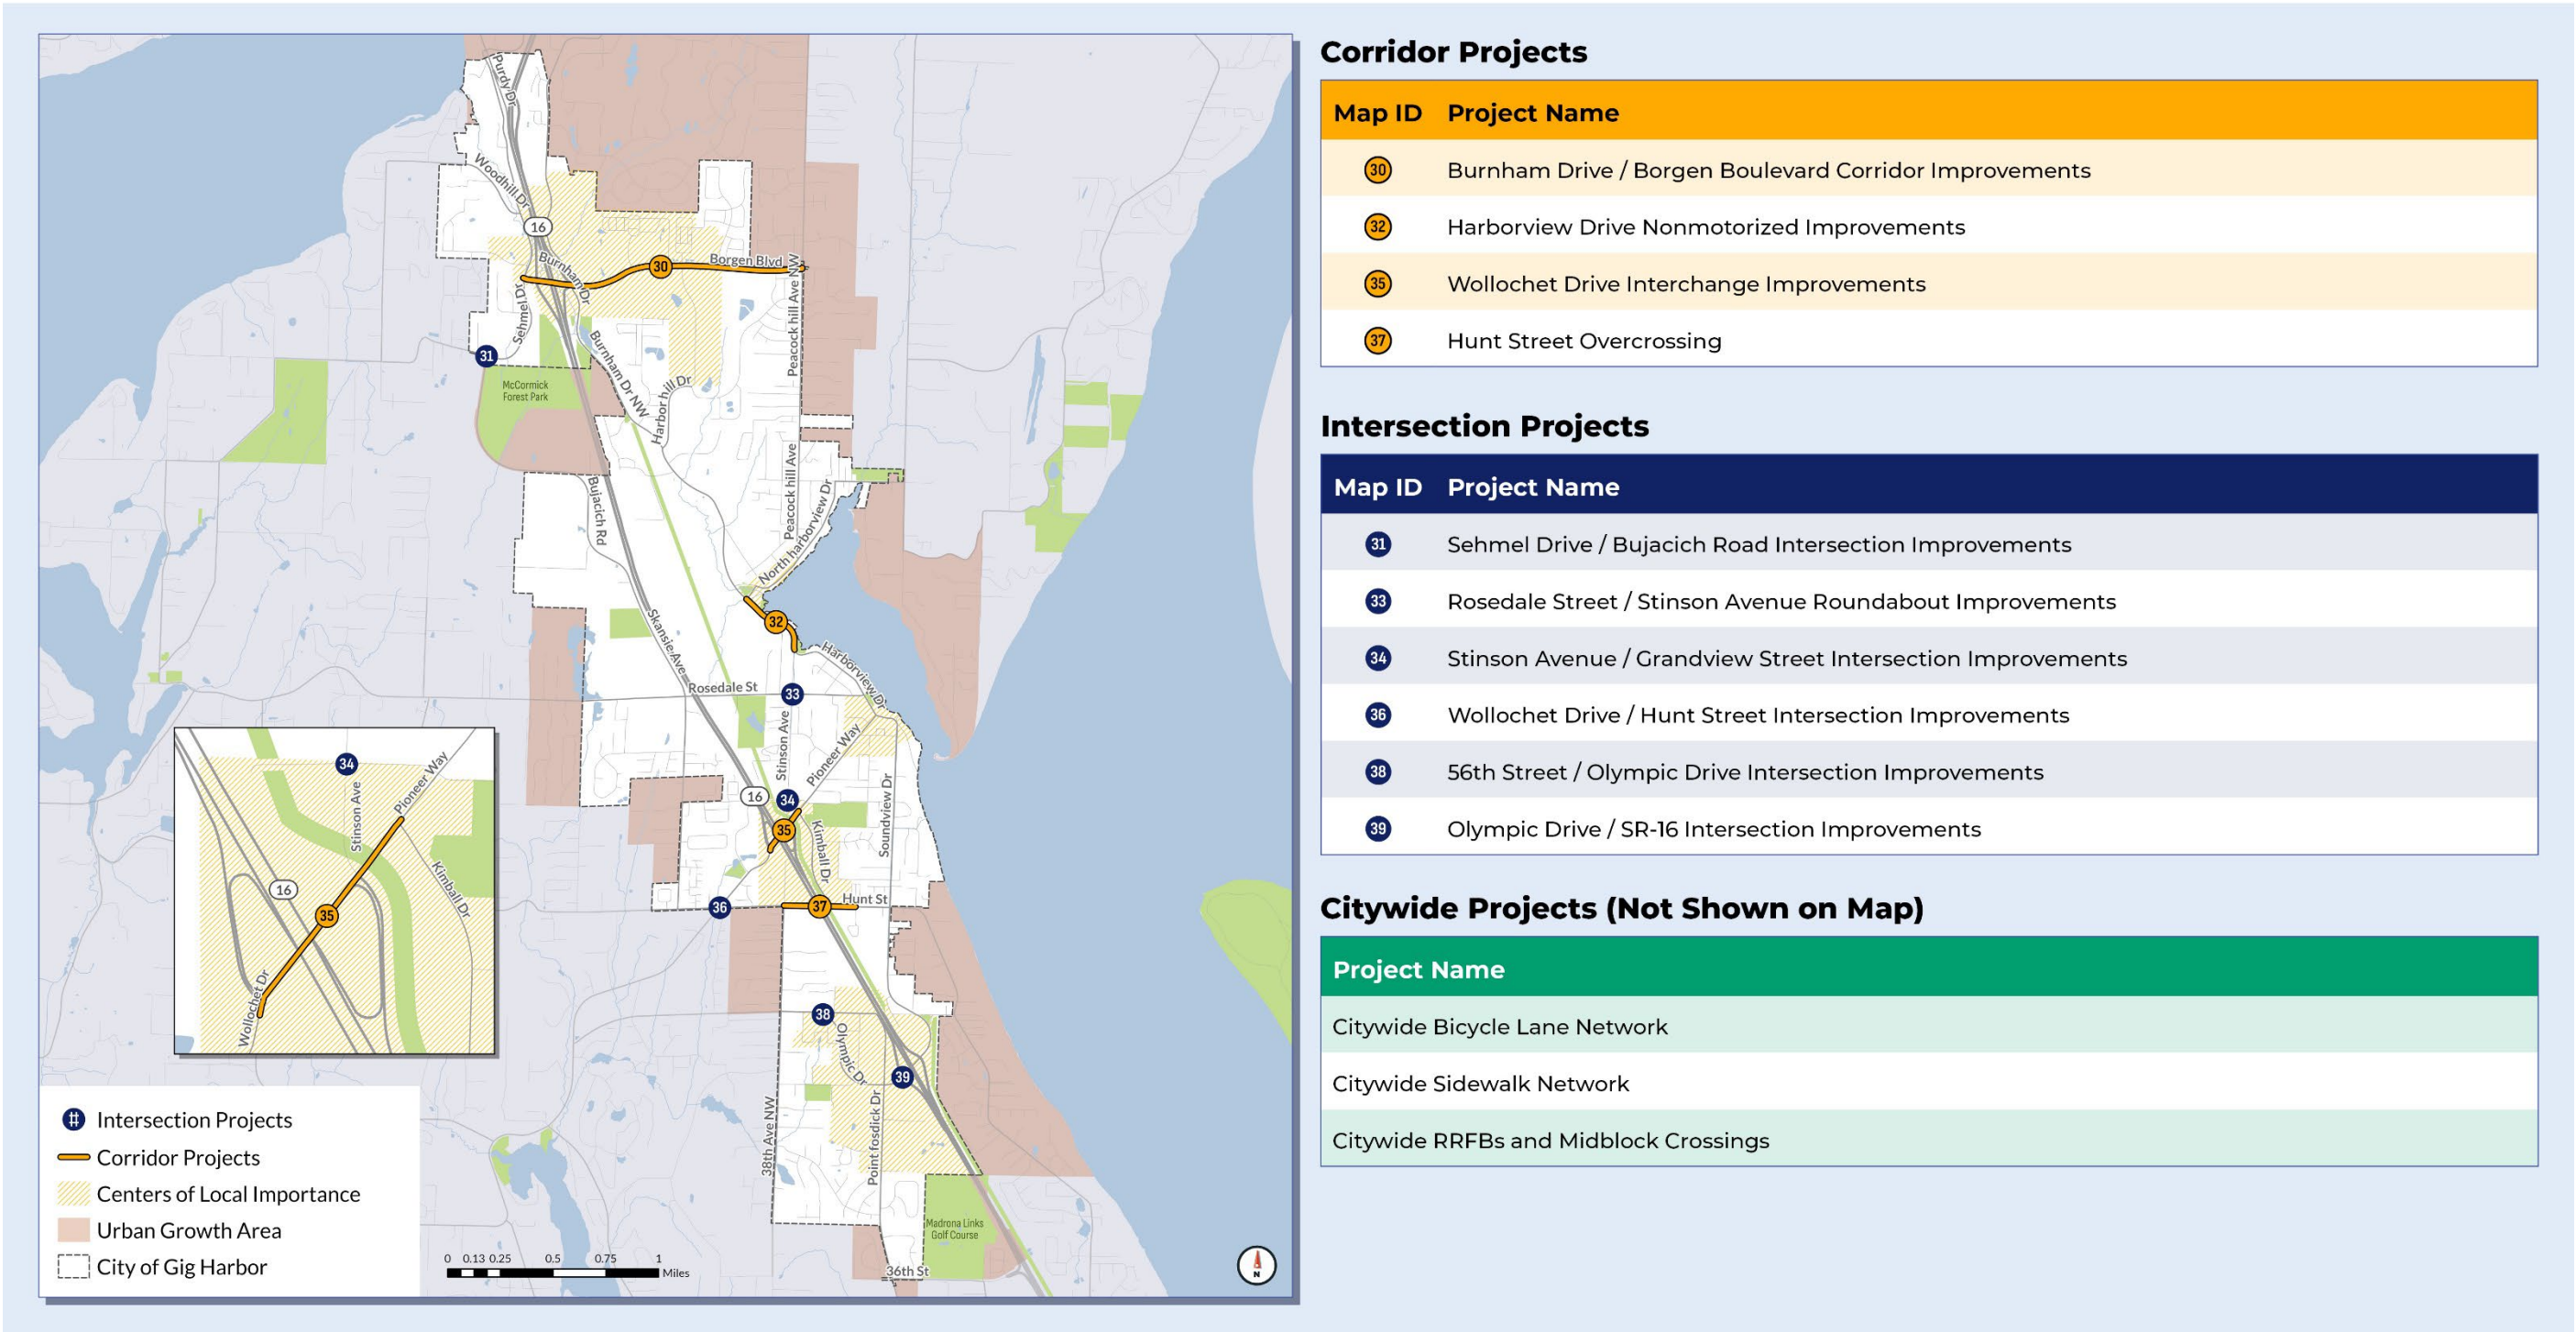 Purdy Dr
Woodhill Dr
16
Burnham Dr
30
Borgen Blvd
Sehmel Dr
Peacock hill Ave NW
31
McCormick
Forest Park
Burnham Dr NW
Harbor hill Dr
Peacock hill Ave
Bujacich Rd
North harborview Dr
Skansie Ave
32
Harborview Dr
Rosedale St
33
Stinson Ave
Pioneer Way
16
34
35
Kimball Dr
Soundview Dr
36
37
Hunt St
38
Olympic Dr
39
38th Ave NW
Point fosdick Dr
Madrona Links
Golf Course
36th St
34
Stinson Ave
Pioneer Way
16
35
Kimball Dr
Wollochet Dr
# Intersection Projects
Corridor Projects
Centers of Local Importance
Urban Growth Area
City of Gig Harbor
0 0.13 0.25 0.5 0.75 1
Miles
N
Corridor Projects
Map ID Project Name
30 Burnham Drive / Borgen Boulevard Corridor Improvements
32 Harborview Drive Nonmotorized Improvements
35 Wollochet Drive Interchange Improvements
37 Hunt Street Overcrossing
Intersection Projects
Map ID Project Name
31 Sehmel Drive / Bujacich Road Intersection Improvements
33 Rosedale Street / Stinson Avenue Roundabout Improvements
34 Stinson Avenue / Grandview Street Intersection Improvements
36 Wollochet Drive / Hunt Street Intersection Improvements
38 56th Street / Olympic Drive Intersection Improvements
39 Olympic Drive / SR-16 Intersection Improvements
Citywide Projects (Not Shown on Map)
Project Name
Citywide Bicycle Lane Network
Citywide Sidewalk Network
Citywide RRFBs and Midblock Crossings